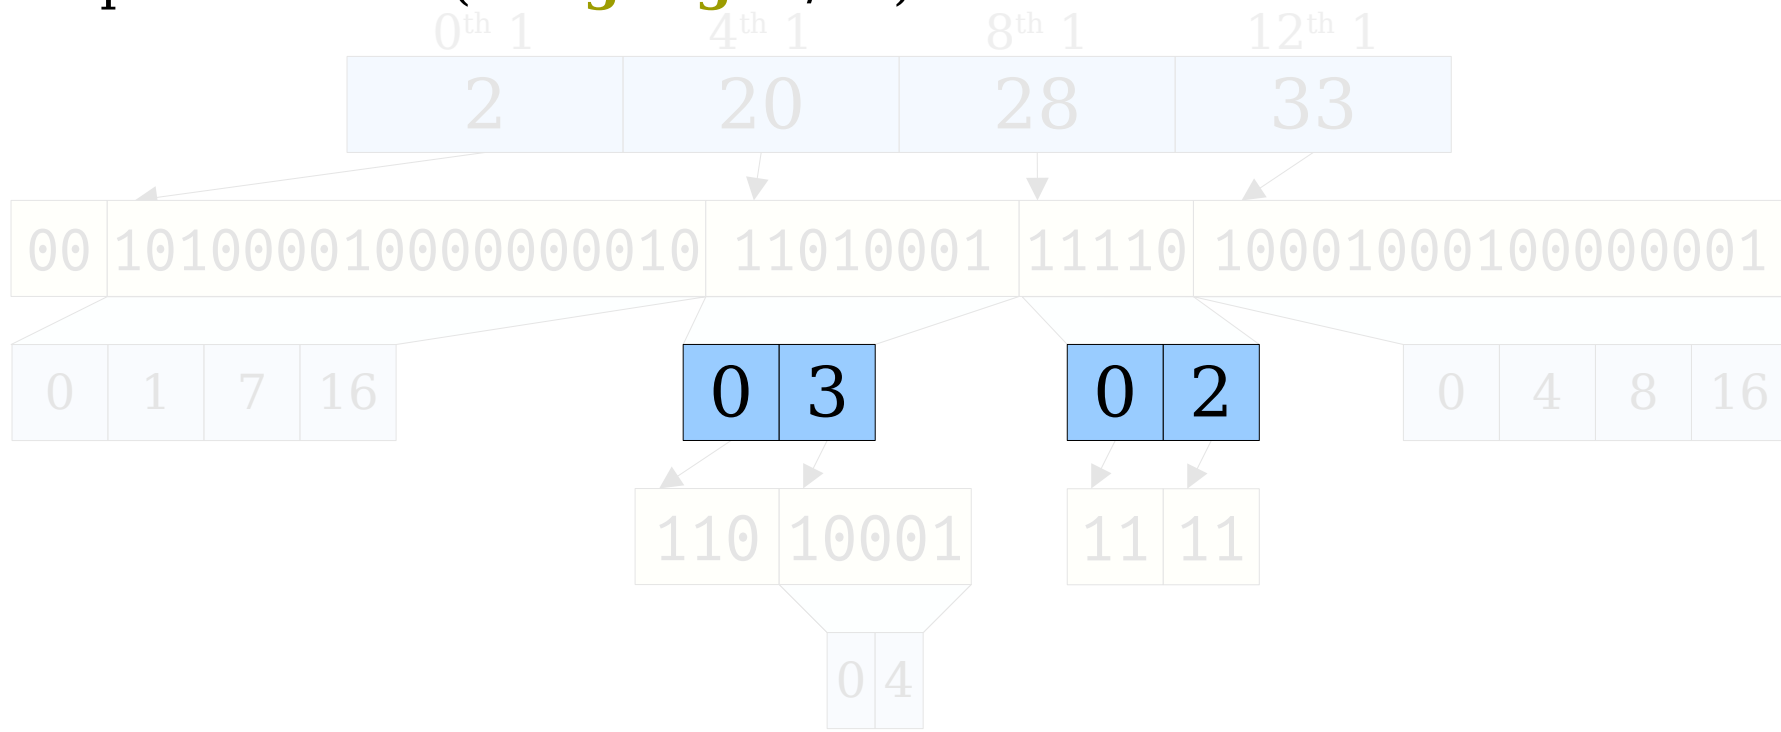 0th 1 4th 1 8th 1 12th 1
2 20 28 33
00 1010000100000000010 11010001 11110 10001000100000001
0 1 7 16 0 3 0 2 0 4 8 16
110 10001 11 11
0 4